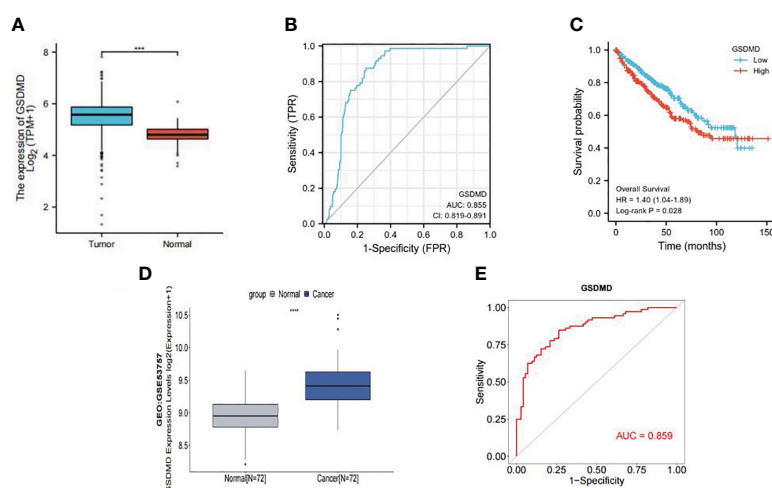 A
The expression of GSDMD
Log2 (TPM+1)
8
6
4
2
***
Tumor
Normal
B
Sensitivity (TPR)
1.0
0.8
0.6
0.4
0.2
0.0
0.0 0.2 0.4 0.6 0.8 1.0
1-Specificity (FPR)
GSDMD
AUC: 0.855
CI: 0.819-0.891
C
GSDMD
Low
High
Survival probability
1.0
0.8
0.6
0.4
0.2
0.0
Overall Survival
HR = 1.40 (1.04-1.89)
Log-rank P = 0.028
0 50 100 150
Time (months)
D
group Normal Cancer
****
GEO:GSE53757
GSDMD Expression Levels log2(Expression+1)
10.5
10.0
9.5
9.0
8.5
Normal[N=72]
Cancer[N=72]
E
GSDMD
Sensitivity
1.00
0.75
0.50
0.25
0.00
AUC = 0.859
0.00 0.25 0.50 0.75 1.00
1-Specificity